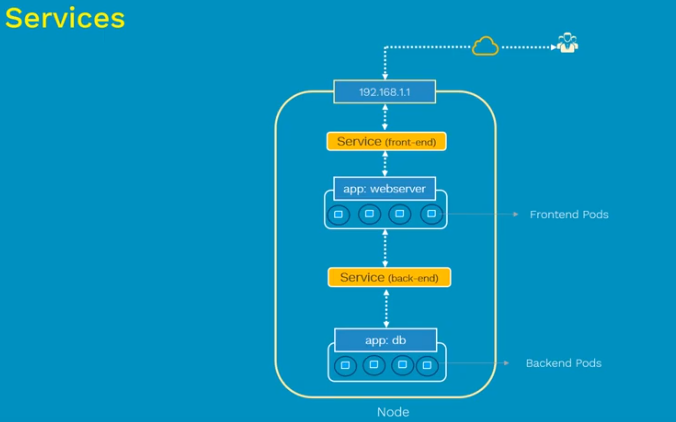 Services
192.168.1.1
Service (front-end)
app: webserver
Frontend Pods
Service (back-end)
app: db
Backend Pods
Node